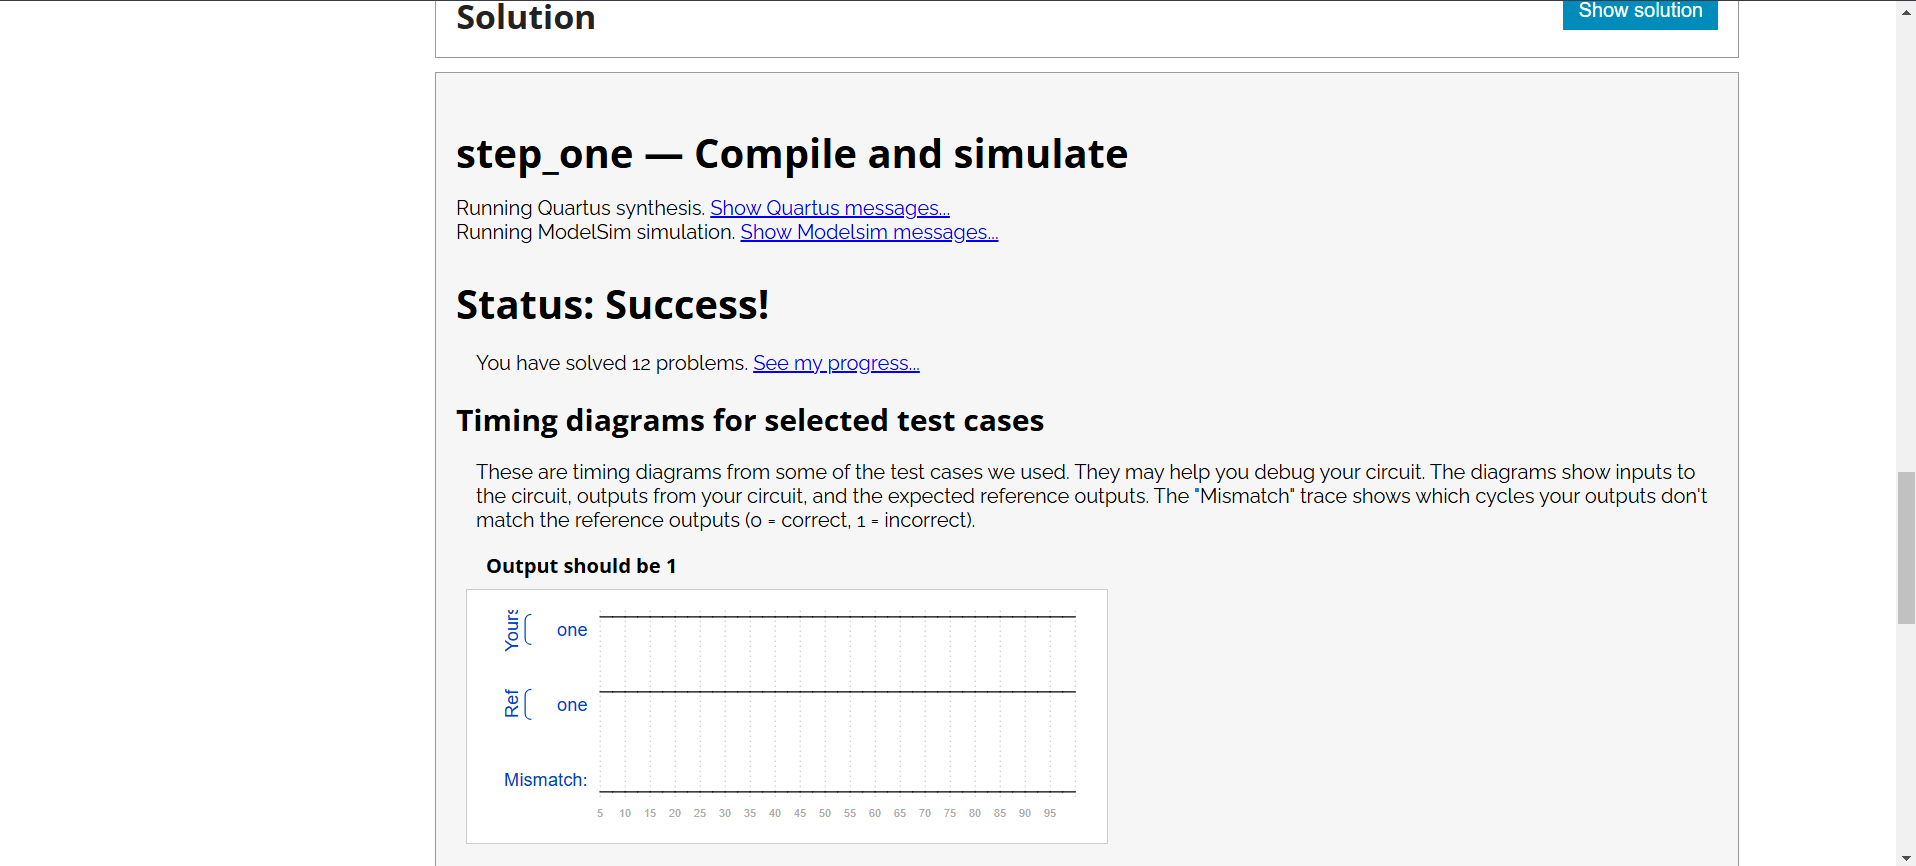 Solution
Show solution
step_one — Compile and simulate
Running Quartus synthesis. Show Quartus messages...
Running ModelSim simulation. Show Modelsim messages...
Status: Success!
You have solved 12 problems. See my progress...
Timing diagrams for selected test cases
These are timing diagrams from some of the test cases we used. They may help you debug your circuit. The diagrams show inputs to
the circuit, outputs from your circuit, and the expected reference outputs. The "Mismatch" trace shows which cycles your outputs don't
match the reference outputs (0 = correct, 1 = incorrect).
Output should be 1
Yours one
Ref one
Mismatch:
5 10 15 20 25 30 35 40 45 50 55 60 65 70 75 80 85 90 95